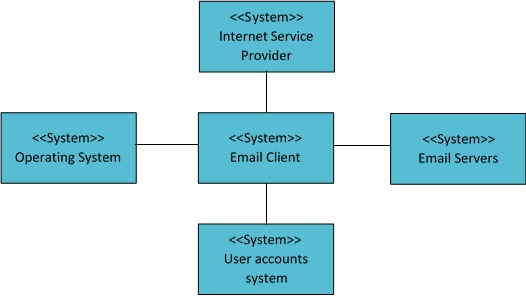 <<System>>
Internet Service
Provider
<<System>>
Operating System
<<System>>
Email Client
<<System>>
Email Servers
<<System>>
User accounts
system